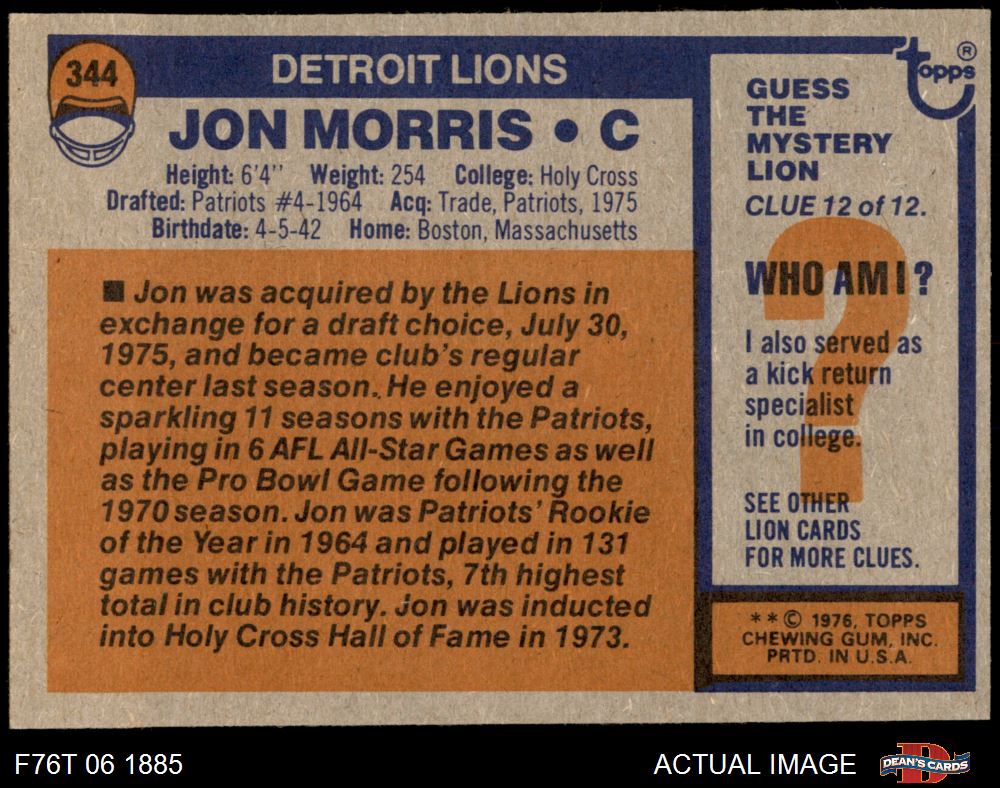 344
DETROIT LIONS
JON MORRIS • C
Height: 6'4" Weight: 254 College: Holy Cross
Drafted: Patriots #4-1964 Acq: Trade, Patriots, 1975
Birthdate: 4-5-42 Home: Boston, Massachusetts
■ Jon was acquired by the Lions in
exchange for a draft choice, July 30,
1975, and became club's regular
center last season. He enjoyed a
sparkling 11 seasons with the Patriots,
playing in 6 AFL All-Star Games as well
as the Pro Bowl Game following the
1970 season. Jon was Patriots' Rookie
of the Year in 1964 and played in 131
games with the Patriots, 7th highest
total in club history. Jon was inducted
into Holy Cross Hall of Fame in 1973.
topps ®
GUESS
THE
MYSTERY
LION
CLUE 12 of 12.
?
WHO AM I ?
I also served as
a kick return
specialist
in college.
SEE OTHER
LION CARDS
FOR MORE CLUES.
** © 1976, TOPPS
CHEWING GUM, INC.
PRTD. IN U.S.A.
F76T 06 1885
ACTUAL IMAGE
D
DEAN'S CARDS